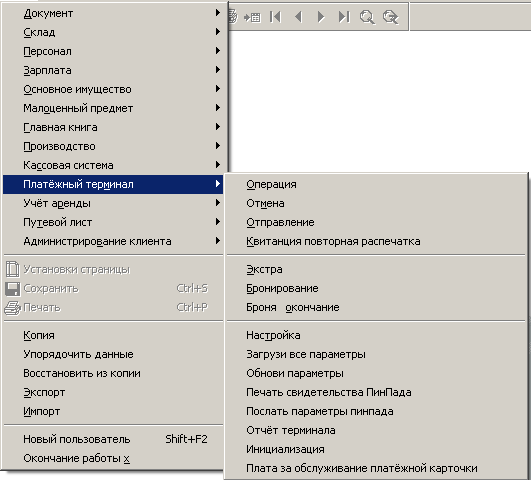 Документ
Склад
Персонал
Зарплата
Основное имущество
Малоценный предмет
Главная книга
Производство
Кассовая система
Платёжный терминал
Учёт аренды
Путевой лист
Администрирование клиента
Установки страницы
Сохранить Ctrl+S
Печать Ctrl+P
Копия
Упорядочить данные
Восстановить из копии
Экспорт
Импорт
Новый пользователь Shift+F2
Окончание работы x
Операция
Отмена
Отправление
Квитанция повторная распечатка
Экстра
Бронирование
Броня окончание
Настройка
Загрузи все параметры
Обнови параметры
Печать свидетельства ПинПада
Послать параметры пинпада
Отчёт терминала
Инициализация
Плата за обслуживание платёжной карточки